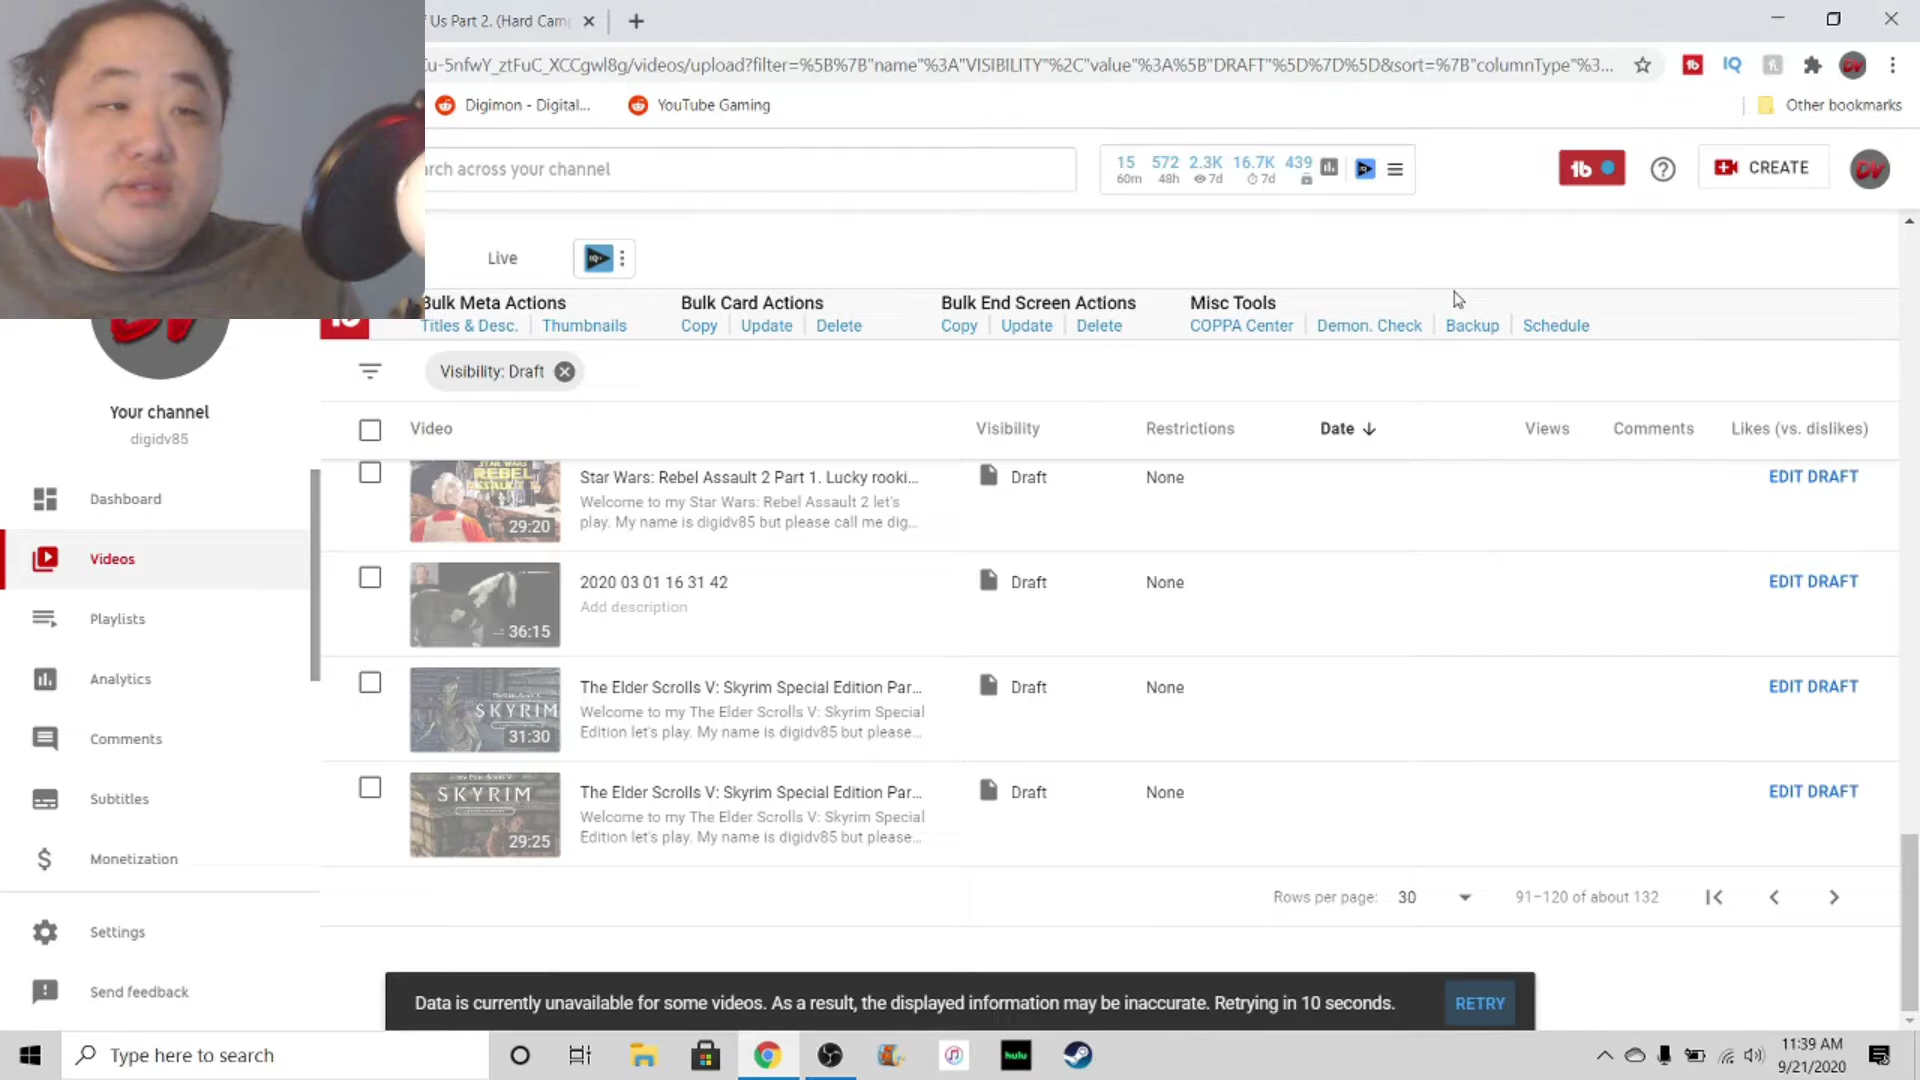 Us Part 2. (Hard Camp
Cu-5nfwY_ztFuC_XCCgwl8g/videos/upload?filter=%5B%7B"name"%3A"VISIBILITY"%2C"value"%3A%5B"DRAFT"%5D%7D%5D&sort=%7B"columnType"%3...
Digimon - Digital... YouTube Gaming Other bookmarks
rch across your channel
15 572 2.3K 16.7K 439
60m 48h 7d 7d
CREATE
Live
Bulk Meta Actions Bulk Card Actions Bulk End Screen Actions Misc Tools
Titles & Desc. Thumbnails Copy Update Delete Copy Update Delete COPPA Center Demon. Check Backup Schedule
Visibility: Draft
Video Visibility Restrictions Date Views Comments Likes (vs. dislikes)
STAR WARS
REBEL
ASSAULT
29:20
Star Wars: Rebel Assault 2 Part 1. Lucky rooki...
Welcome to my Star Wars: Rebel Assault 2 let's
play. My name is digidv85 but please call me dig...
Draft None EDIT DRAFT
36:15
2020 03 01 16 31 42
Add description
Draft None EDIT DRAFT
SKYRIM
31:30
The Elder Scrolls V: Skyrim Special Edition Par...
Welcome to my The Elder Scrolls V: Skyrim Special
Edition let's play. My name is digidv85 but please...
Draft None EDIT DRAFT
SKYRIM
29:25
The Elder Scrolls V: Skyrim Special Edition Par...
Welcome to my The Elder Scrolls V: Skyrim Special
Edition let's play. My name is digidv85 but please...
Draft None EDIT DRAFT
Rows per page: 30 91–120 of about 132
Your channel
digidv85
Dashboard
Videos
Playlists
Analytics
Comments
Subtitles
Monetization
Settings
Send feedback
Data is currently unavailable for some videos. As a result, the displayed information may be inaccurate. Retrying in 10 seconds. RETRY
Type here to search
hulu
11:39 AM
9/21/2020